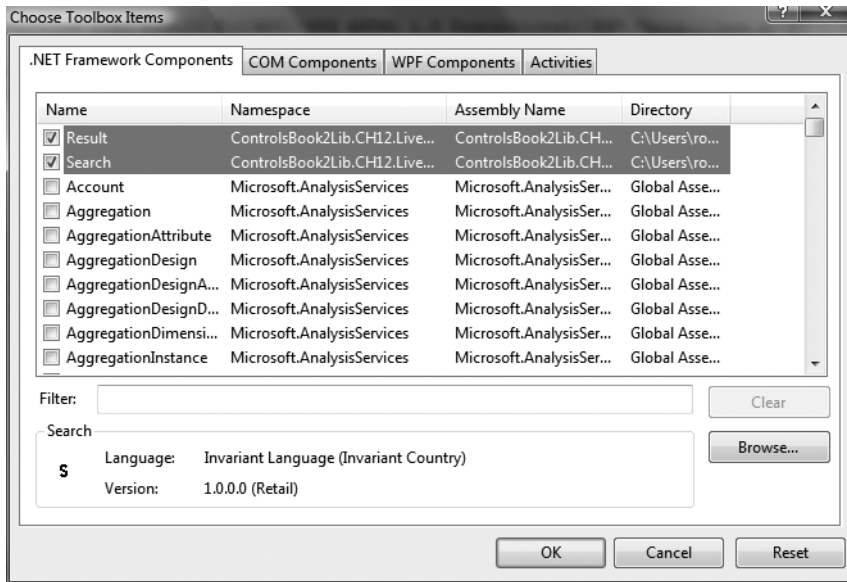 Choose Toolbox Items
.NET Framework Components COM Components WPF Components Activities
Name Namespace Assembly Name Directory
Result ControlsBook2Lib.CH12.Live... ControlsBook2Lib.CH... C:\Users\ro...
Search ControlsBook2Lib.CH12.Live... ControlsBook2Lib.CH... C:\Users\ro...
Account Microsoft.AnalysisServices Microsoft.AnalysisSer... Global Asse...
Aggregation Microsoft.AnalysisServices Microsoft.AnalysisSer... Global Asse...
AggregationAttribute Microsoft.AnalysisServices Microsoft.AnalysisSer... Global Asse...
AggregationDesign Microsoft.AnalysisServices Microsoft.AnalysisSer... Global Asse...
AggregationDesignA... Microsoft.AnalysisServices Microsoft.AnalysisSer... Global Asse...
AggregationDesignD... Microsoft.AnalysisServices Microsoft.AnalysisSer... Global Asse...
AggregationDimensi... Microsoft.AnalysisServices Microsoft.AnalysisSer... Global Asse...
AggregationInstance Microsoft.AnalysisServices Microsoft.AnalysisSer... Global Asse...
Filter: Clear
Search
Browse...
S Language: Invariant Language (Invariant Country)
Version: 1.0.0.0 (Retail)
OK Cancel Reset